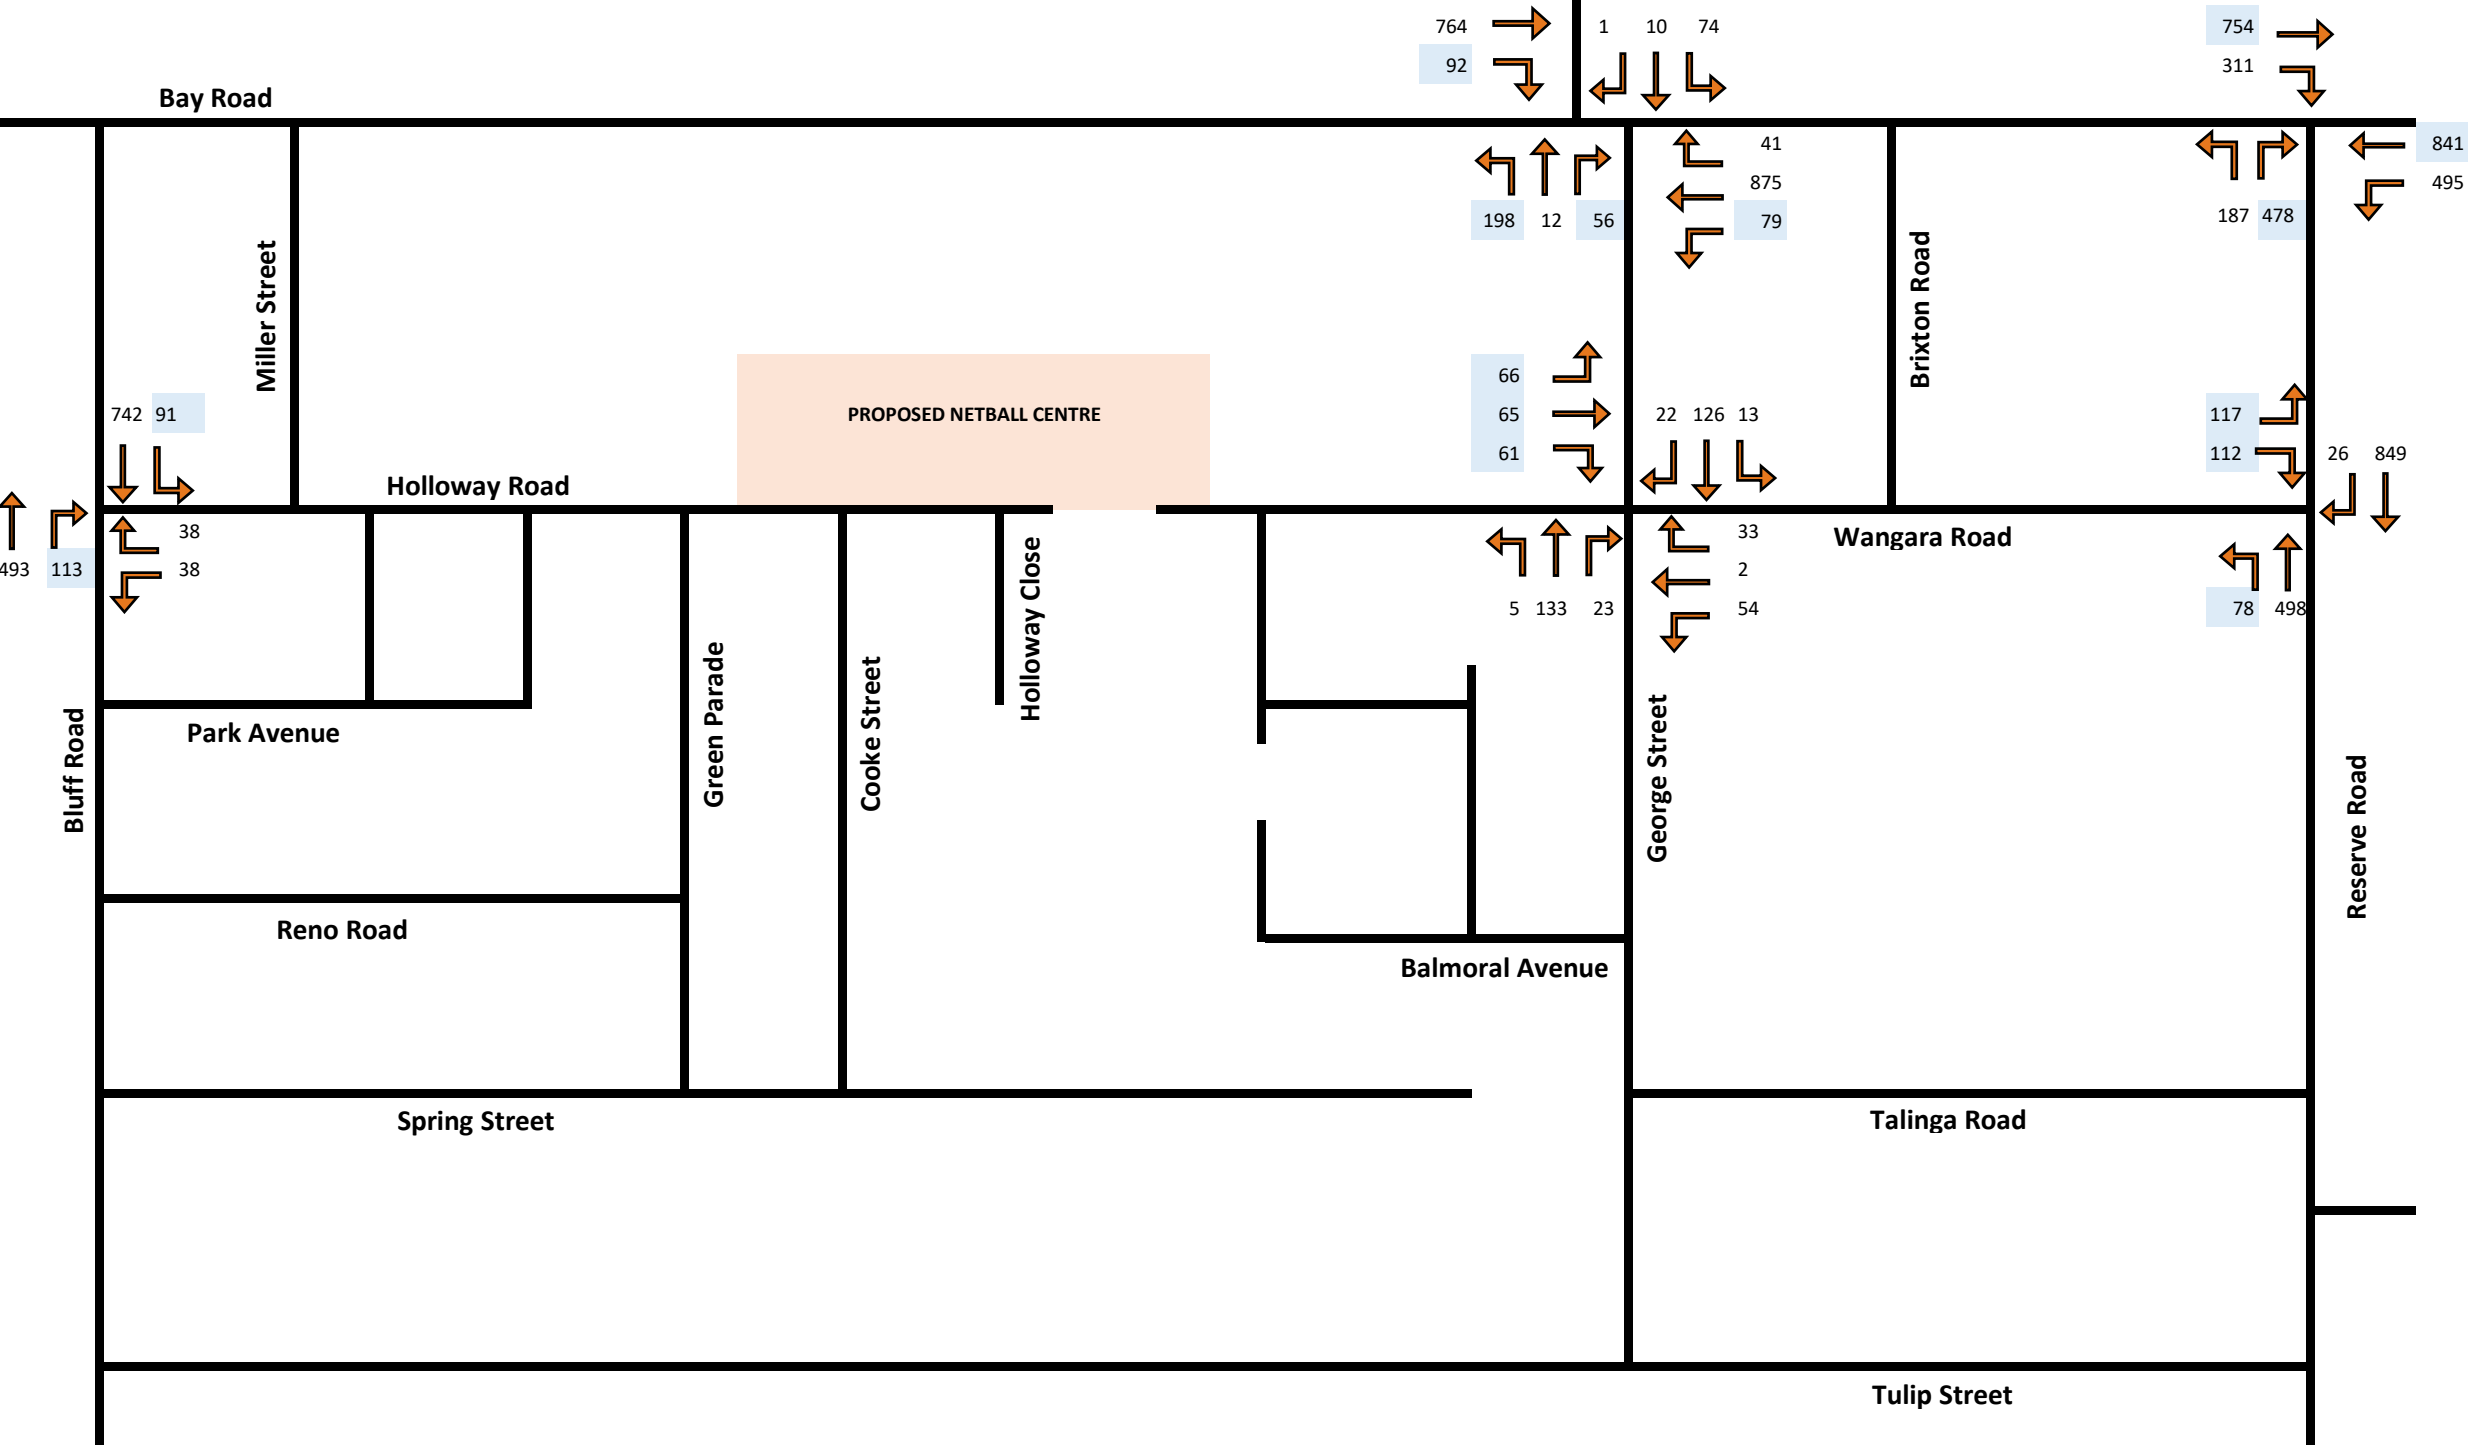 764 1 10 74 754
92 311
Bay Road
41 841
875 495
198 12 56 79 187 478
Miller Street
Brixton Road
66
742 91 PROPOSED NETBALL CENTRE 65 22 126 13 117
61 112 26 849
Holloway Road
38 33 Wangara Road
493 113 38 2
5 133 23 54 78 498
Holloway Close
Green Parade
Cooke Street
Park Avenue
Bluff Road
George Street
Reserve Road
Reno Road
Balmoral Avenue
Spring Street Talinga Road
Tulip Street